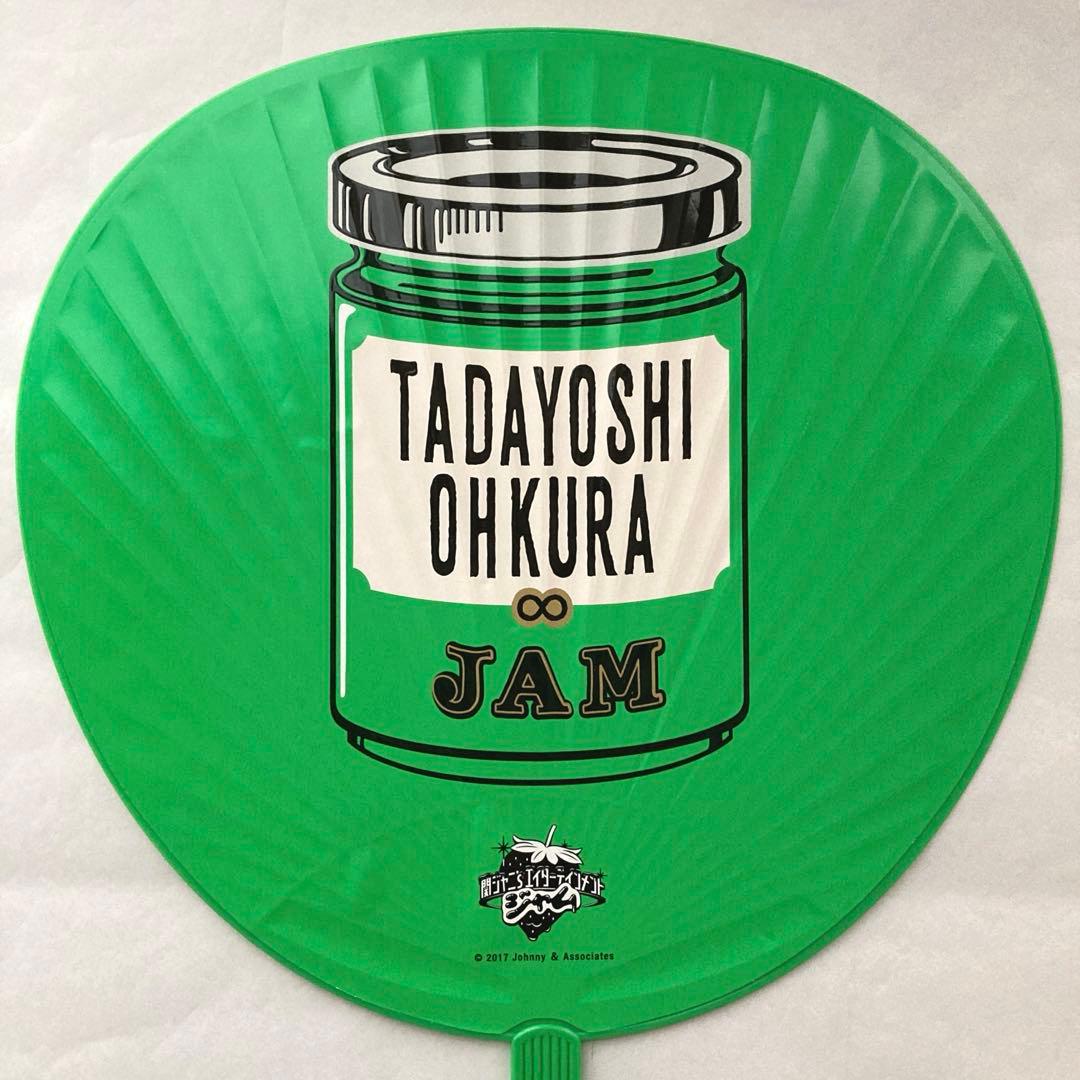 TADAYOSHI
OHKURA
∞
JAM
関ジャニ'sエイターテインメント
ジャム
© 2017 Johnny & Associates